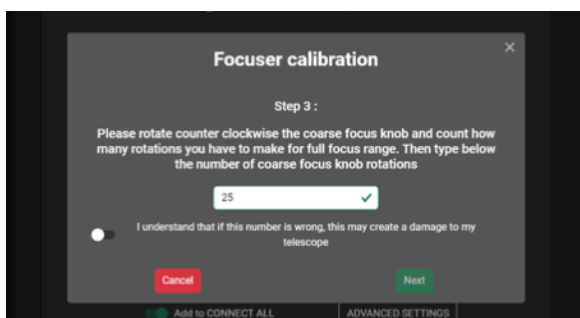 Focuser calibration
Step 3 :
Please rotate counter clockwise the coarse focus knob and count how
many rotations you have to make for full focus range. Then type below
the number of coarse focus knob rotations
25
I understand that if this number is wrong, this may create a damage to my
telescope
Cancel
Next
Add to CONNECT ALL
ADVANCED SETTINGS